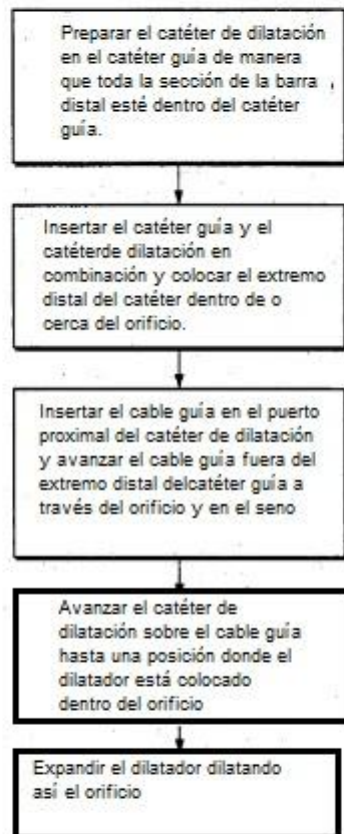 Preparar el catéter de dilatación
en el catéter guía de manera
que toda la sección de la barra ,
distal esté dentro del catéter
guía.
Insertar el catéter guía y el
catéterde dilatación en
combinación y colocar el extremo
distal del catéter dentro de o
cerca del orificio.
Insertar el cable guía en el puerto
proximal del catéter de dilatación
y avanzar el cable guía fuera del
extremo distal delcatéter guía a
través del orificio y en el seno
Avanzar el catéter de
dilatación sobre el cable guía
hasta una posición donde el
dilatador está colocado
dentro del orificio
Expandir el dilatador dilatando
así el orificio